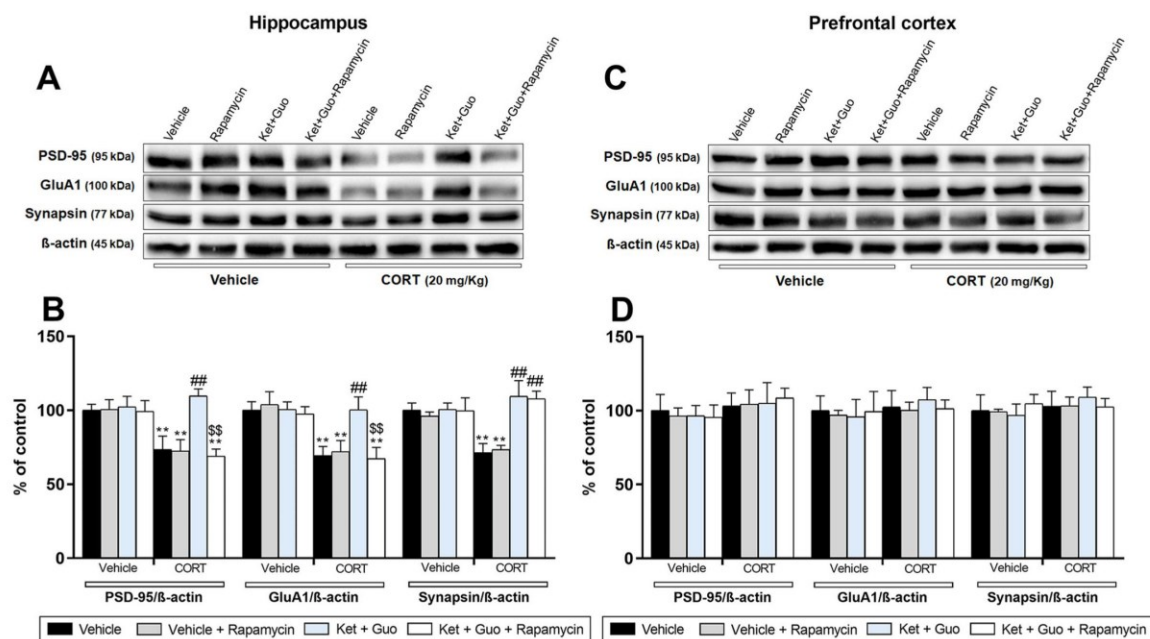 Hippocampus
A
Vehicle
Rapamycin
Ket+Guo
Ket+Guo+Rapamycin
Vehicle
Rapamycin
Ket+Guo
Ket+Guo+Rapamycin
PSD-95 (95 kDa)
GluA1 (100 kDa)
Synapsin (77 kDa)
ß-actin (45 kDa)
Vehicle
CORT (20 mg/Kg)
Prefrontal cortex
C
Vehicle
Rapamycin
Ket+Guo
Ket+Guo+Rapamycin
Vehicle
Rapamycin
Ket+Guo
Ket+Guo+Rapamycin
PSD-95 (95 kDa)
GluA1 (100 kDa)
Synapsin (77 kDa)
ß-actin (45 kDa)
Vehicle
CORT (20 mg/Kg)
B
% of control
150
100
50
0
** ** ## $$ **
** ** ## $$ **
** ** ## ##
Vehicle CORT Vehicle CORT Vehicle CORT
PSD-95/ß-actin GluA1/ß-actin Synapsin/ß-actin
Vehicle Vehicle + Rapamycin Ket + Guo Ket + Guo + Rapamycin
D
% of control
150
100
50
0
Vehicle CORT Vehicle CORT Vehicle CORT
PSD-95/ß-actin GluA1/ß-actin Synapsin/ß-actin
Vehicle Vehicle + Rapamycin Ket + Guo Ket + Guo + Rapamycin